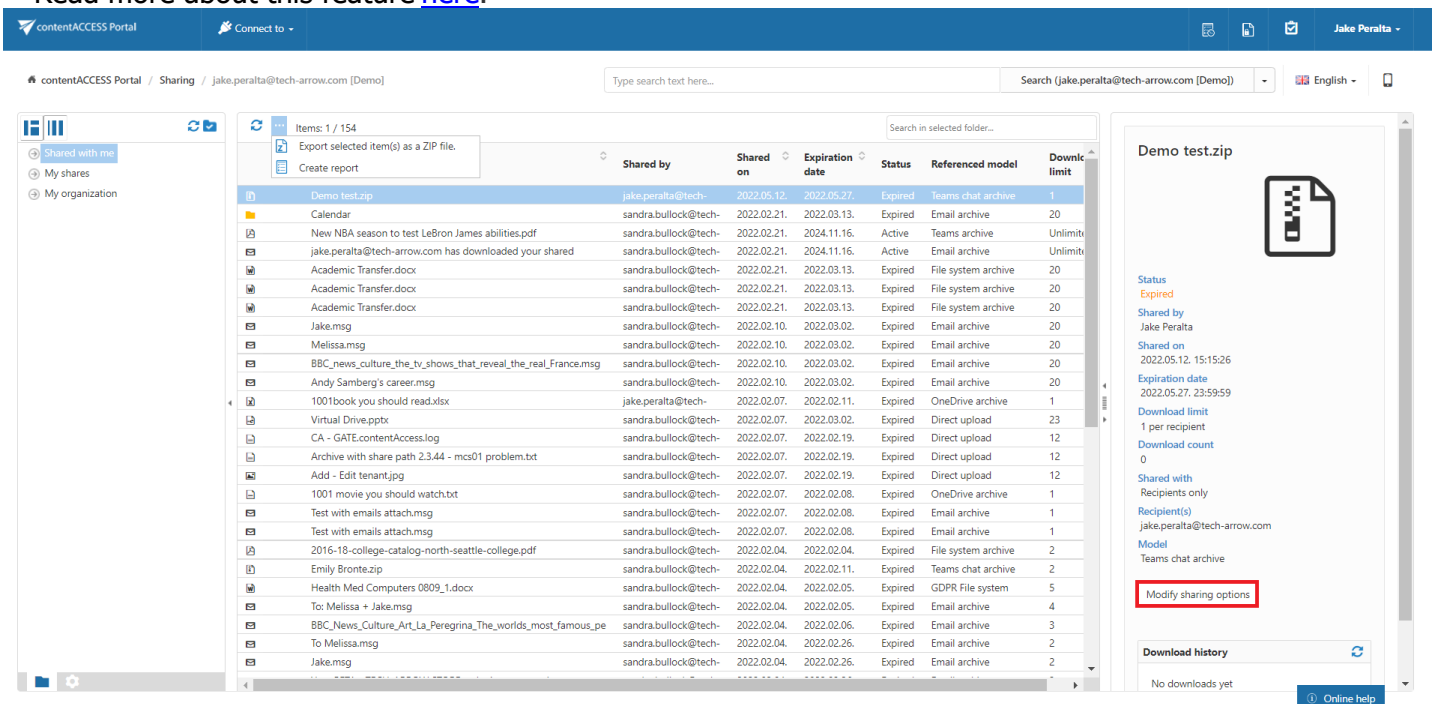 Read more about this feature here.
contentACCESS Portal Connect to Jake Peralta
contentACCESS Portal / Sharing / jake.peralta@tech-arrow.com [Demo] Type search text here... Search (jake.peralta@tech-arrow.com [Demo]) English
Items: 1 / 154 Search in selected folder...
Shared with me
My shares
My organization
Export selected item(s) as a ZIP file.
Create report
Shared by Shared on Expiration date Status Referenced model Downlo limit
Demo test.zip jake.peralta@tech- 2022.05.12. 2022.05.27. Expired Teams chat archive 1
Calendar sandra.bullock@tech- 2022.02.21. 2022.03.13. Expired Email archive 20
New NBA season to test LeBron James abilities.pdf sandra.bullock@tech- 2022.02.21. 2024.11.16. Active Teams archive Unlimite
jake.peralta@tech-arrow.com has downloaded your shared sandra.bullock@tech- 2022.02.21. 2024.11.16. Active Email archive Unlimite
Academic Transfer.docx sandra.bullock@tech- 2022.02.21. 2022.03.13. Expired File system archive 20
Academic Transfer.docx sandra.bullock@tech- 2022.02.21. 2022.03.13. Expired File system archive 20
Academic Transfer.docx sandra.bullock@tech- 2022.02.21. 2022.03.13. Expired File system archive 20
Jake.msg sandra.bullock@tech- 2022.02.10. 2022.03.02. Expired Email archive 20
Melissa.msg sandra.bullock@tech- 2022.02.10. 2022.03.02. Expired Email archive 20
BBC_news_culture_the_tv_shows_that_reveal_the_real_France.msg sandra.bullock@tech- 2022.02.10. 2022.03.02. Expired Email archive 20
Andy Samberg's career.msg sandra.bullock@tech- 2022.02.10. 2022.03.02. Expired Email archive 20
1001book you should read.xlsx jake.peralta@tech- 2022.02.07. 2022.02.11. Expired OneDrive archive 1
Virtual Drive.pptx sandra.bullock@tech- 2022.02.07. 2022.03.02. Expired Direct upload 23
CA - GATE.contentAccess.log sandra.bullock@tech- 2022.02.07. 2022.02.19. Expired Direct upload 12
Archive with share path 2.3.44 - mcs01 problem.txt sandra.bullock@tech- 2022.02.07. 2022.02.19. Expired Direct upload 12
Add - Edit tenant.jpg sandra.bullock@tech- 2022.02.07. 2022.02.19. Expired Direct upload 12
1001 movie you should watch.txt sandra.bullock@tech- 2022.02.07. 2022.02.08. Expired OneDrive archive 1
Test with emails attach.msg sandra.bullock@tech- 2022.02.07. 2022.02.08. Expired Email archive 1
Test with emails attach.msg sandra.bullock@tech- 2022.02.07. 2022.02.08. Expired Email archive 1
2016-18-college-catalog-north-seattle-college.pdf sandra.bullock@tech- 2022.02.04. 2022.02.04. Expired File system archive 2
Emily Bronte.zip sandra.bullock@tech- 2022.02.04. 2022.02.11. Expired Teams chat archive 2
Health Med Computers 0809_1.docx sandra.bullock@tech- 2022.02.04. 2022.02.05. Expired GDPR File system 5
To: Melissa + Jake.msg sandra.bullock@tech- 2022.02.04. 2022.02.05. Expired Email archive 4
BBC_News_Culture_Art_La_Peregrina_The_worlds_most_famous_pe sandra.bullock@tech- 2022.02.04. 2022.02.06. Expired Email archive 3
To Melissa.msg sandra.bullock@tech- 2022.02.04. 2022.02.26. Expired Email archive 2
Jake.msg sandra.bullock@tech- 2022.02.04. 2022.02.26. Expired Email archive 2
Demo test.zip
Status
Expired
Shared by
Jake Peralta
Shared on
2022.05.12. 15:15:26
Expiration date
2022.05.27. 23:59:59
Download limit
1 per recipient
Download count
0
Shared with
Recipients only
Recipient(s)
jake.peralta@tech-arrow.com
Model
Teams chat archive
Modify sharing options
Download history
No downloads yet
Online help